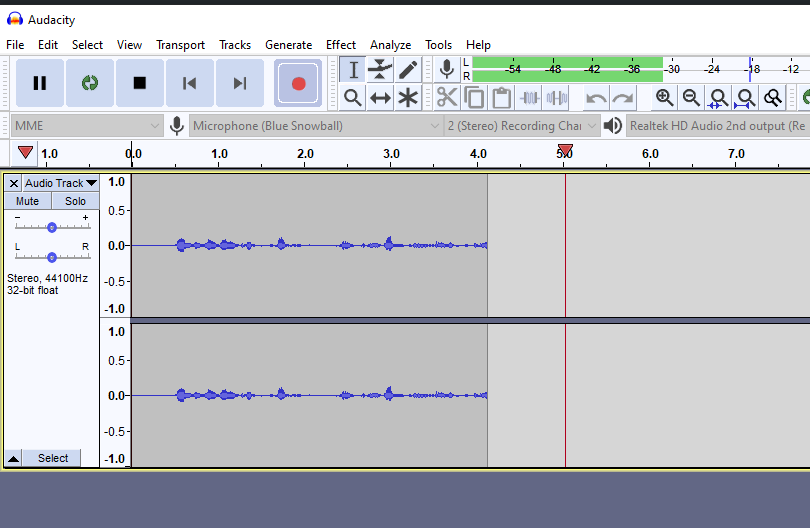 Audacity
File Edit Select View Transport Tracks Generate Effect Analyze Tools Help
L
R
-54 -48 -42 -36 -30 -24 -18 -12
MME Microphone (Blue Snowball) 2 (Stereo) Recording Char Realtek HD Audio 2nd output (Re
1.0 0.0 1.0 2.0 3.0 4.0 5.0 6.0 7.0
Audio Track
Mute Solo
- +
L R
Stereo, 44100Hz
32-bit float
Select
1.0
0.5
0.0
-0.5
-1.0
1.0
0.5
0.0
-0.5
-1.0